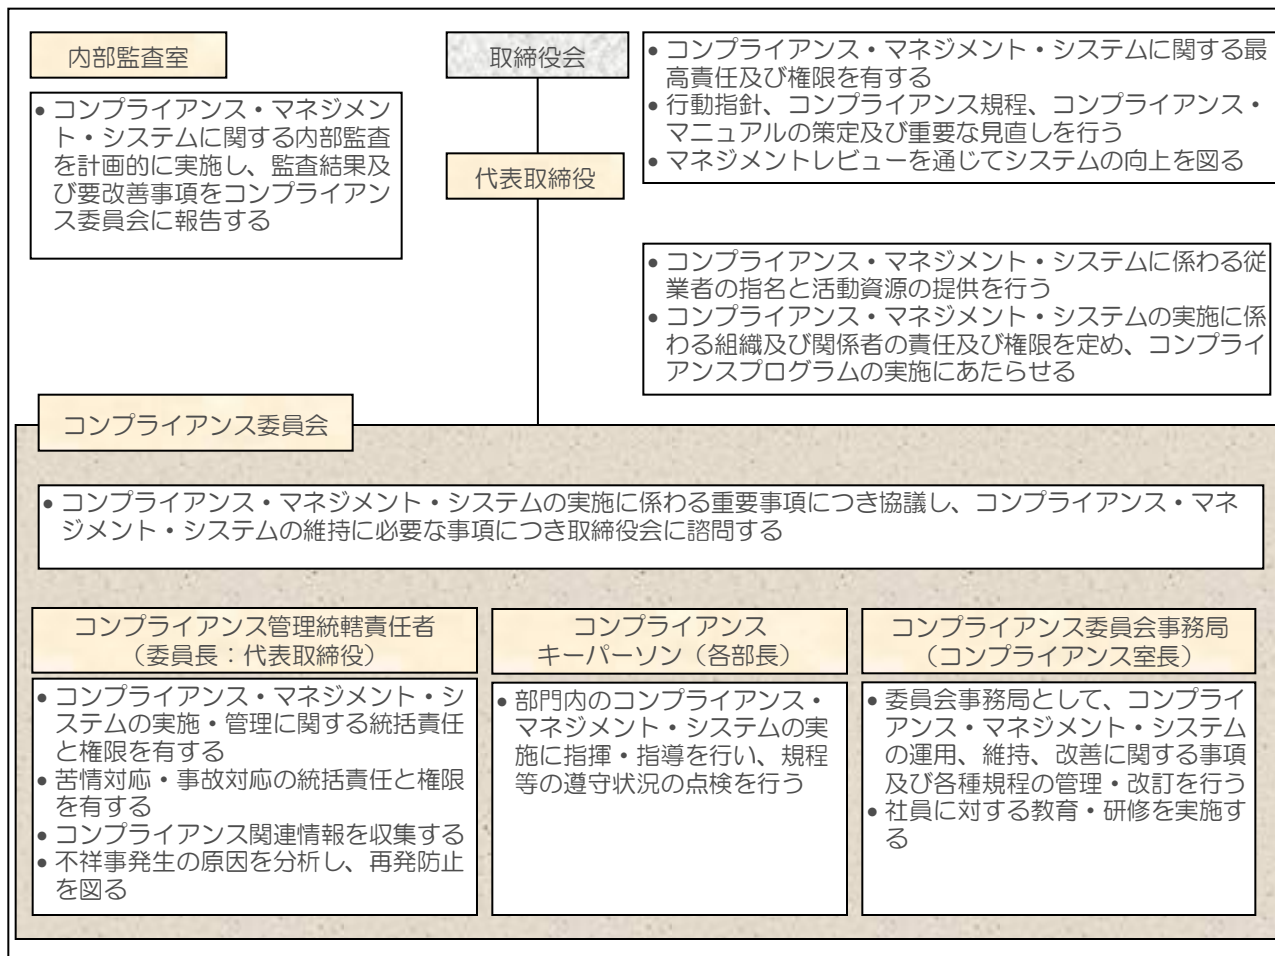 内部監査室
• コンプライアンス・マネジメン
ト・システムに関する内部監査
を計画的に実施し、監査結果及
び要改善事項をコンプライアン
ス委員会に報告する
取締役会
• コンプライアンス・マネジメント・システムに関する最
高責任及び権限を有する
• 行動指針、コンプライアンス規程、コンプライアンス・
マニュアルの策定及び重要な見直しを行う
• マネジメントレビューを通じてシステムの向上を図る
代表取締役
• コンプライアンス・マネジメント・システムに係わる従
業者の指名と活動資源の提供を行う
• コンプライアンス・マネジメント・システムの実施に係
わる組織及び関係者の責任及び権限を定め、コンプライ
アンスプログラムの実施にあたらせる
コンプライアンス委員会
• コンプライアンス・マネジメント・システムの実施に係わる重要事項につき協議し、コンプライアンス・マネ
ジメント・システムの維持に必要な事項につき取締役会に諮問する
コンプライアンス管理統轄責任者
（委員長：代表取締役）
• コンプライアンス・マネジメント・シ
ステムの実施・管理に関する統括責任
と権限を有する
• 苦情対応・事故対応の統括責任と権限
を有する
• コンプライアンス関連情報を収集する
• 不祥事発生の原因を分析し、再発防止
を図る
コンプライアンス
キーパーソン（各部長）
• 部門内のコンプライアンス・
マネジメント・システムの実
施に指揮・指導を行い、規程
等の遵守状況の点検を行う
コンプライアンス委員会事務局
（コンプライアンス室長）
• 委員会事務局として、コンプライ
アンス・マネジメント・システム
の運用、維持、改善に関する事項
及び各種規程の管理・改訂を行う
• 社員に対する教育・研修を実施す
る